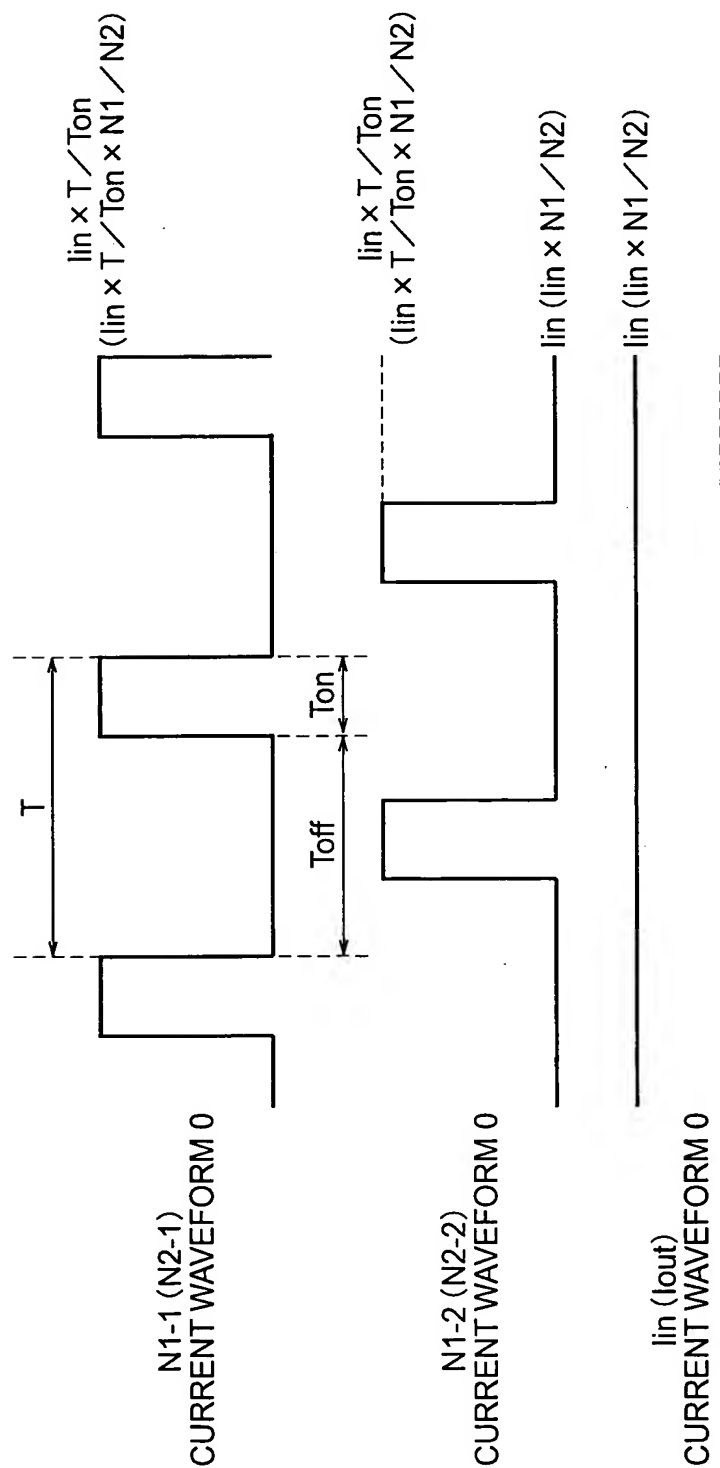 T
Iin × T/Ton
(Iin × T/Ton × N1/N2)
N1-1 (N2-1)
CURRENT WAVEFORM 0
Toff
Ton
Iin × T/Ton
(Iin × T/Ton × N1/N2)
N1-2 (N2-2)
CURRENT WAVEFORM 0
Iin (Iin × N1/N2)
Iin (Iin × N1/N2)
Iin (Iout)
CURRENT WAVEFORM 0